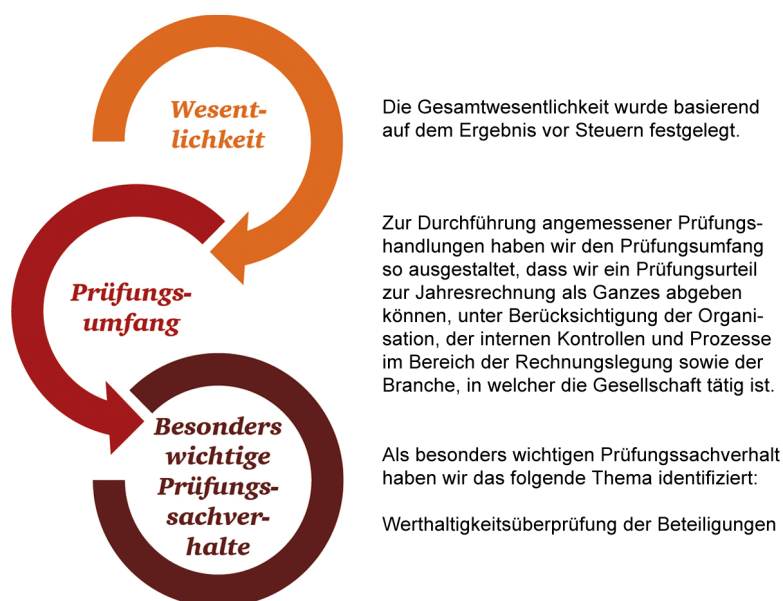 Wesent-
lichkeit
Die Gesamtwesentlichkeit wurde basierend
auf dem Ergebnis vor Steuern festgelegt.
Prüfungs-
umfang
Zur Durchführung angemessener Prüfungs-
handlungen haben wir den Prüfungsumfang
so ausgestaltet, dass wir ein Prüfungsurteil
zur Jahresrechnung als Ganzes abgeben
können, unter Berücksichtigung der Organi-
sation, der internen Kontrollen und Prozesse
im Bereich der Rechnungslegung sowie der
Branche, in welcher die Gesellschaft tätig ist.
Besonders
wichtige
Prüfungs-
sachver-
halte
Als besonders wichtigen Prüfungssachverhalt
haben wir das folgende Thema identifiziert:
Werthaltigkeitsüberprüfung der Beteiligungen